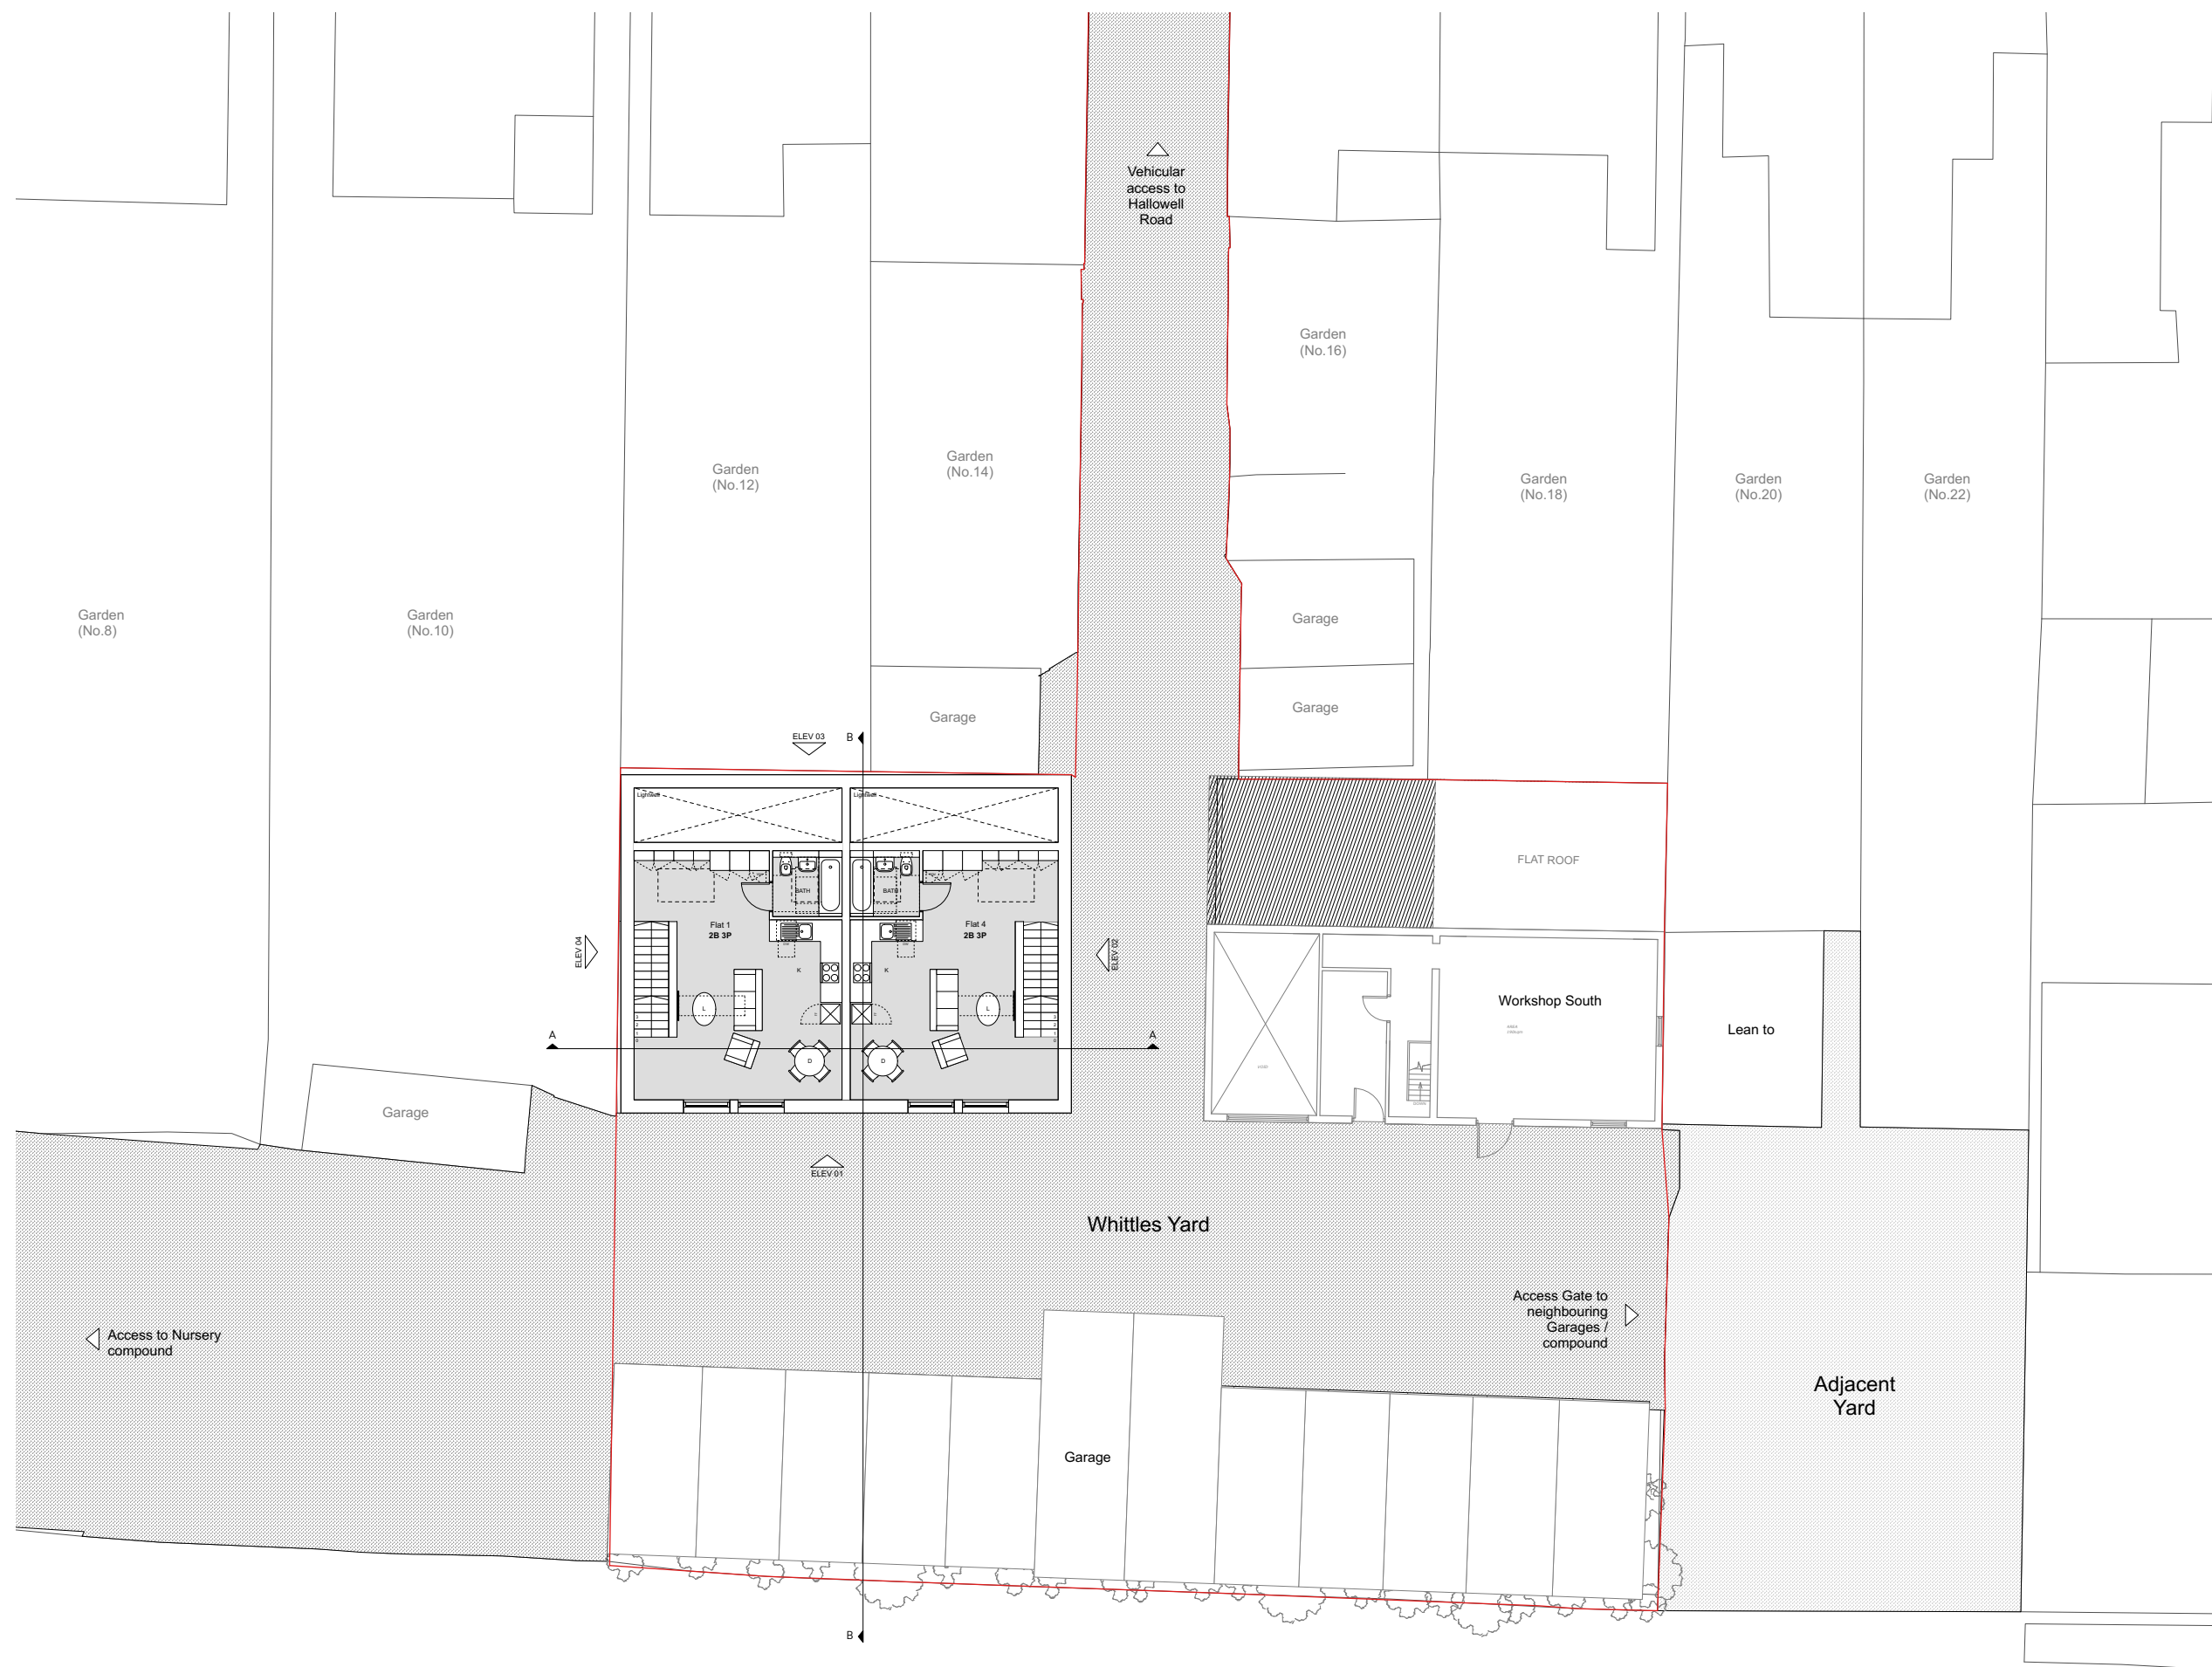 Vehicular
access to
Hallowell
Road
Garden
(No.16)
Garden
(No.14)
Garden
(No.12)
Garden
(No.18)
Garden
(No.20)
Garden
(No.22)
Garden
(No.8)
Garden
(No.10)
Garage
Garage
Garage
ELEV 03
B
Lightwell
Lightwell
FLAT ROOF
BATH
BATH
Flat 1
2B 3P
Flat 4
2B 3P
ELEV 04
ELEV 02
K
K
Workshop South
L
L
Lean to
A
A
D
D
Garage
ELEV 01
Whittles Yard
Access Gate to
neighbouring
Garages /
compound
Access to Nursery
compound
Adjacent
Yard
Garage
B